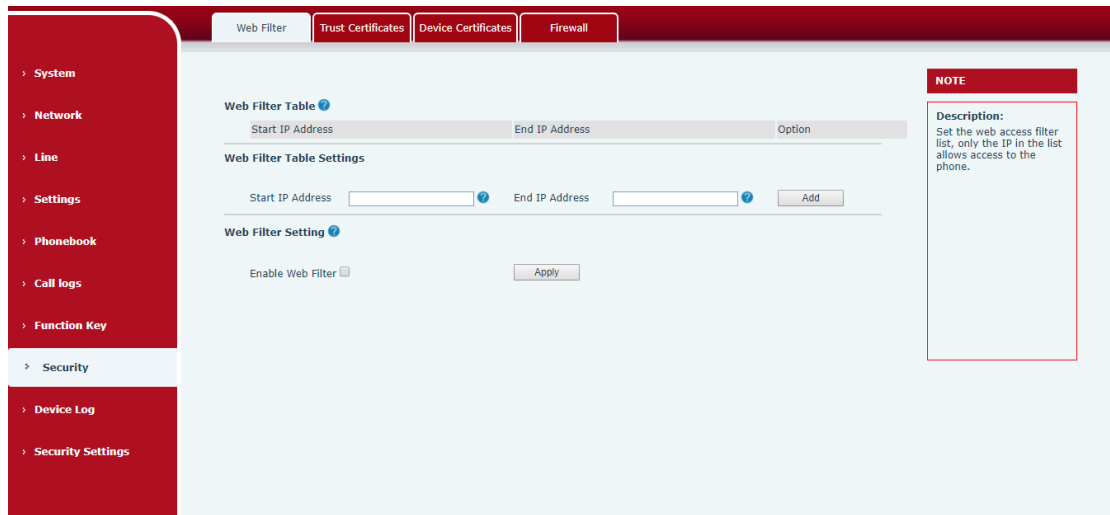 Web Filter
Trust Certificates
Device Certificates
Firewall
› System
› Network
› Line
› Settings
› Phonebook
› Call logs
› Function Key
› Security
› Device Log
› Security Settings
Web Filter Table ?
Start IP Address End IP Address Option
Web Filter Table Settings
Start IP Address ? End IP Address ? Add
Web Filter Setting ?
Enable Web Filter Apply
NOTE
Description:
Set the web access filter
list, only the IP in the list
allows access to the
phone.